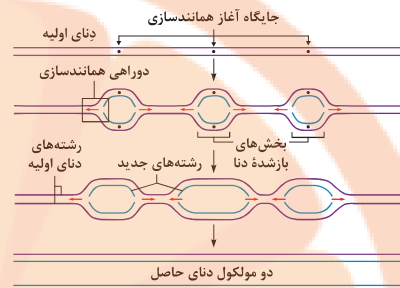 جایگاه آغاز همانندسازی
دِنای اولیه
دوراهی همانندسازی
بخش‌های
بازشدهٔ دنا
رشته‌های
دنای اولیه
رشته‌های جدید
دو مولکول دنای حاصل